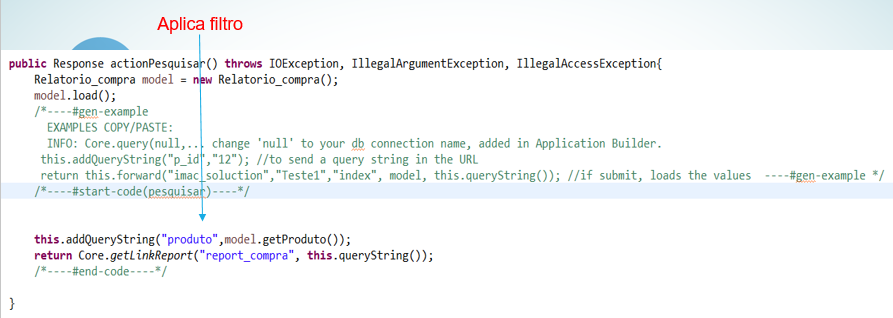 Aplica filtro
public Response actionPesquisar() throws IOException, IllegalArgumentException, IllegalAccessException{
Relatorio_compra model = new Relatorio_compra();
model.load();
/*----#gen-example
EXAMPLES COPY/PASTE:
INFO: Core.query(null,... change 'null' to your db connection name, added in Application Builder.
this.addQueryString("p_id","12"); //to send a query string in the URL
return this.forward("imac_soluction","Teste1","index", model, this.queryString()); //if submit, loads the values ----#gen-example */
/*----#start-code(pesquisar)----*/
this.addQueryString("produto",model.getProduto());
return Core.getLinkReport("report_compra", this.queryString());
/*----#end-code----*/
}